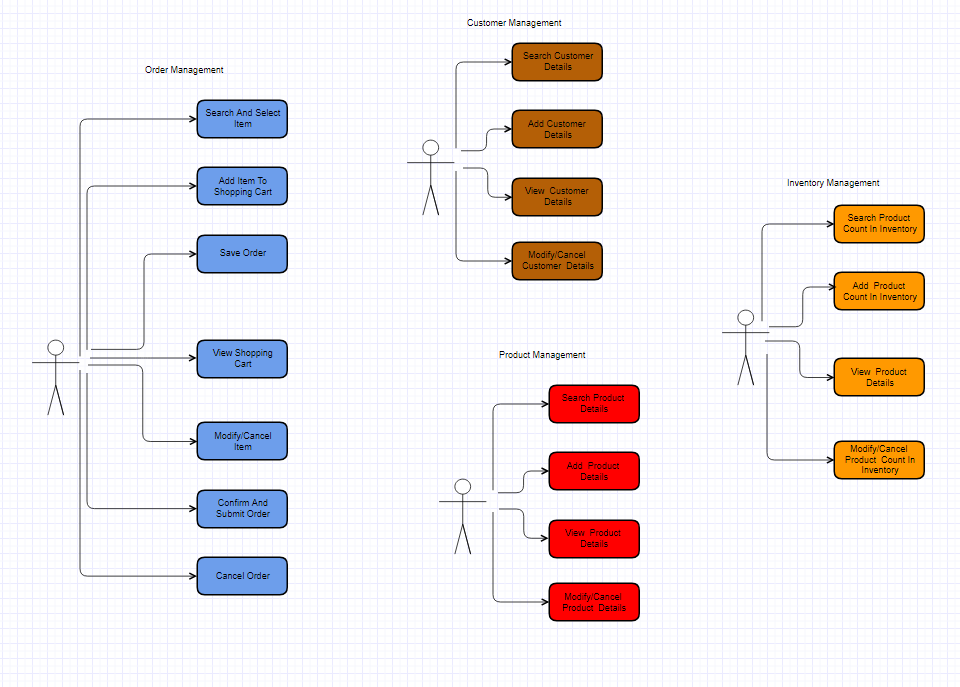 Order Management
Search And Select
Item
Add Item To
Shopping Cart
Save Order
View Shopping
Cart
Modify/Cancel
Item
Confirm And
Submit Order
Cancel Order
Customer Management
Search Customer
Details
Add Customer
Details
View Customer
Details
Modify/Cancel
Customer Details
Product Management
Search Product
Details
Add Product
Details
View Product
Details
Modify/Cancel
Product Details
Inventory Management
Search Product
Count In Inventory
Add Product
Count In Inventory
View Product
Details
Modify/Cancel
Product Count In
Inventory